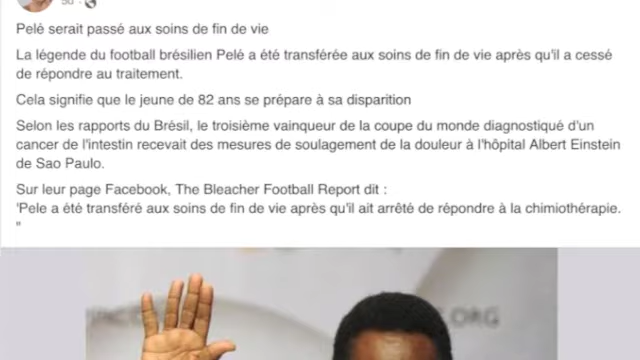 5d ·
Pelé serait passé aux soins de fin de vie
La légende du football brésilien Pelé a été transférée aux soins de fin de vie après qu'il a cessé
de répondre au traitement.
Cela signifie que le jeune de 82 ans se prépare à sa disparition
Selon les rapports du Brésil, le troisième vainqueur de la coupe du monde diagnostiqué d'un
cancer de l'intestin recevait des mesures de soulagement de la douleur à l'hôpital Albert Einstein
de Sao Paulo.
Sur leur page Facebook, The Bleacher Football Report dit :
'Pele a été transféré aux soins de fin de vie après qu'il ait arrêté de répondre à la chimiothérapie.
"
.ORG